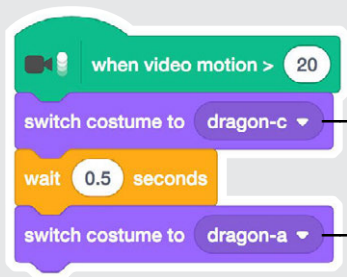 when video motion > 20
switch costume to dragon-c
wait 0.5 seconds
switch costume to dragon-a